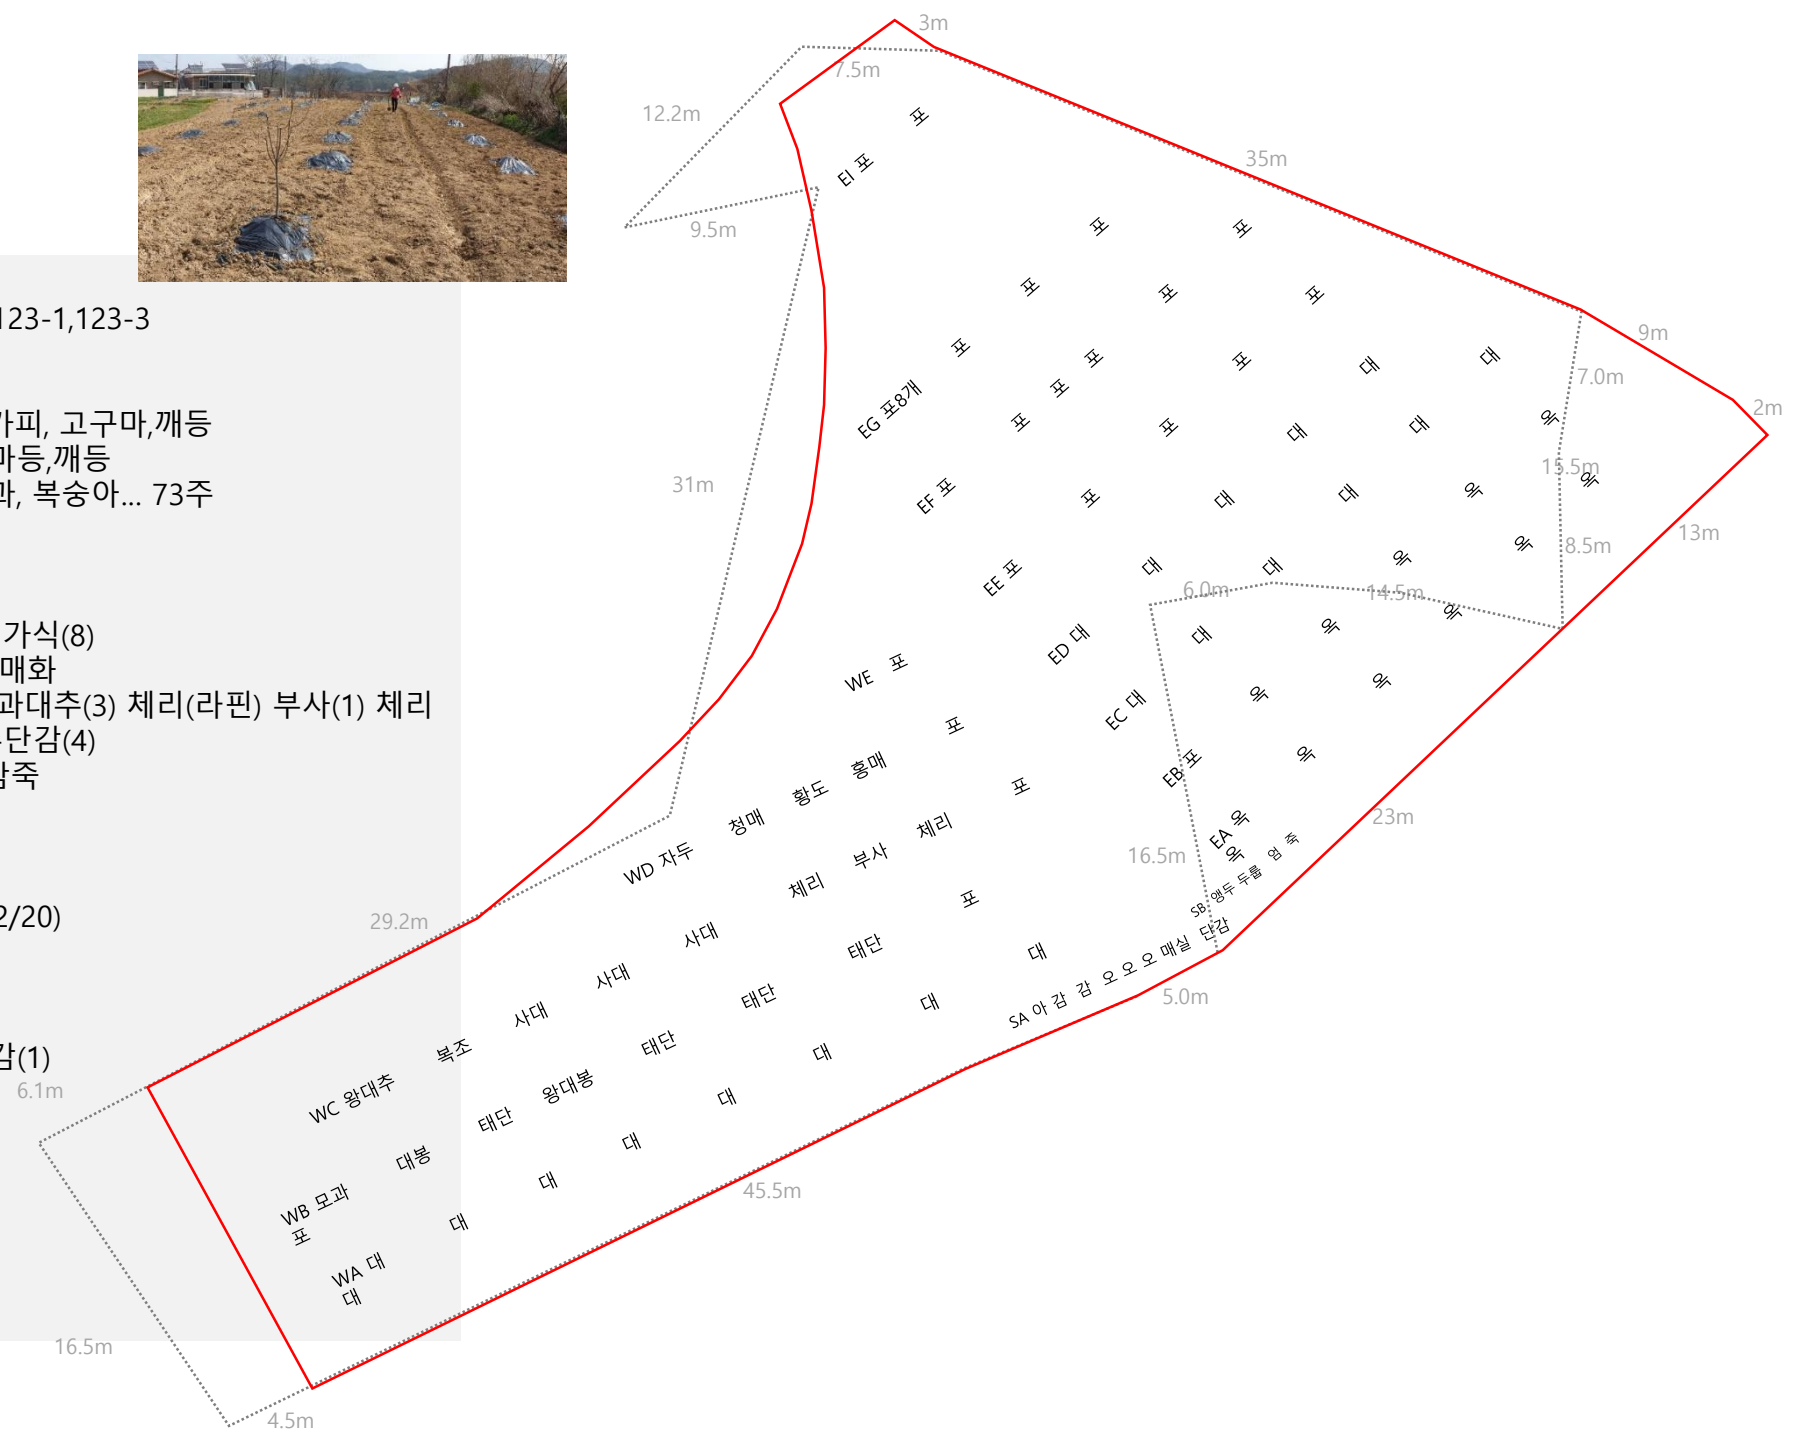 123-1,123-3
가피, 고구마,깨등
마등,깨등
과, 복숭아... 73주
가식(8)
매화
과대추(3) 체리(라핀) 부사(1) 체리
단감(4)
남죽
2/20)
감(1)
3m
7.5m
12.2m
9.5m
35m
31m
9m
7.0m
2m
15.5m
8.5m
13m
6.0m
14.5m
16.5m
23m
5.0m
29.2m
6.1m
16.5m
4.5m
45.5m
EI 포 포
EG 포8개 포 포 포
EF 포 포 포 포 포 포
EE 포 포 포 포 포
ED 대 대 대 대 대
EC 대 대 대 대 대 대
EB 포 옥 옥 옥 옥 옥
EA 옥 옥 옥 옥 옥 옥
옥
WE 포
WD 자두 청매 황도 홍매 포
WC 왕대추 복조 사대 사대 사대 체리 부사 체리 포
WB 모과 대봉 태단 왕대봉 태단 태단 태단 포
포
WA 대 대 대 대 대 대 대 대
대
SB 앵두 두릅 엄 죽
SA 아 감 감 오 오 오 매실 단감